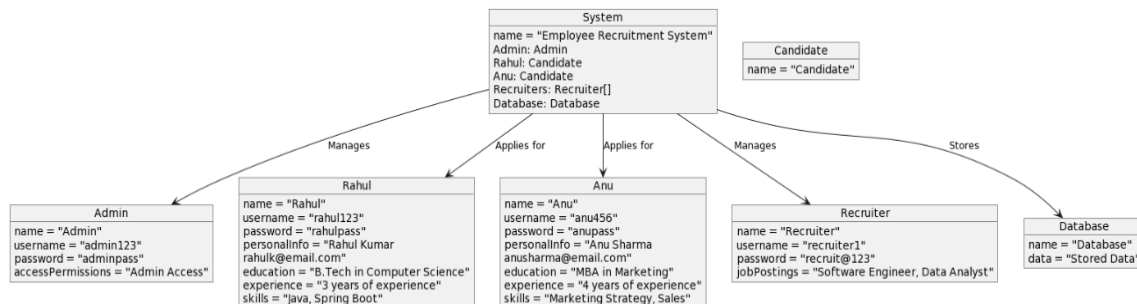 System
name = "Employee Recruitment System"
Admin: Admin
Rahul: Candidate
Anu: Candidate
Recruiters: Recruiter[]
Database: Database
Candidate
name = "Candidate"
Manages
Applies for
Applies for
Manages
Stores
Admin
name = "Admin"
username = "admin123"
password = "adminpass"
accessPermissions = "Admin Access"
Rahul
name = "Rahul"
username = "rahul123"
password = "rahulpass"
personalInfo = "Rahul Kumar
rahulk@email.com"
education = "B.Tech in Computer Science"
experience = "3 years of experience"
skills = "Java, Spring Boot"
Anu
name = "Anu"
username = "anu456"
password = "anupass"
personalInfo = "Anu Sharma
anusharma@email.com"
education = "MBA in Marketing"
experience = "4 years of experience"
skills = "Marketing Strategy, Sales"
Recruiter
name = "Recruiter"
username = "recruiter1"
password = "recruit@123"
jobPostings = "Software Engineer, Data Analyst"
Database
name = "Database"
data = "Stored Data"